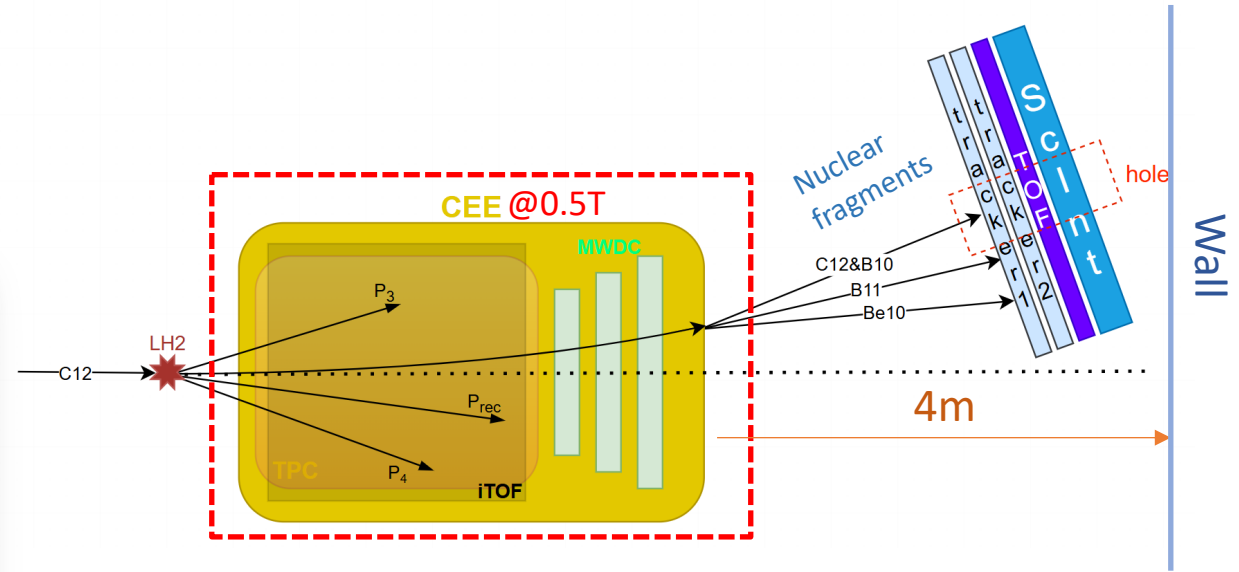 CEE @0.5T
MWDC
P3
LH2
C12
Prec
P4
TPC
iTOF
Nuclear
fragments
C12&B10
B11
Be10
tracker1
tracker2
TOF
ScInt
hole
Wall
4m